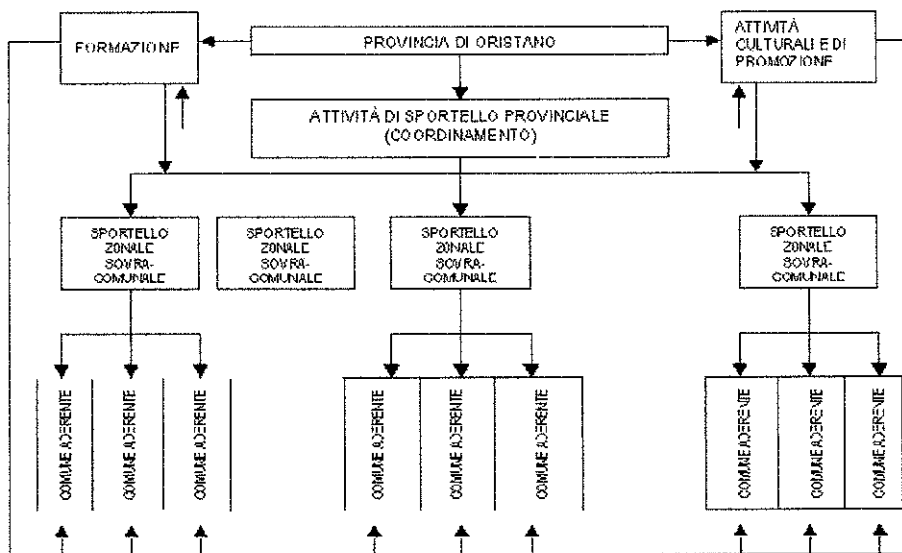 FORMAZIONE
PROVINCIA DI ORISTANO
ATTIVITÀ
CULTURALI E DI
PROMOZIONE
ATTIVITÀ DI SPORTELLO PROVINCIALE
(COORDINAMENTO)
SPORTELLO
ZONALE
SOVRA-
COMUNALE
SPORTELLO
ZONALE
SOVRA-
COMUNALE
SPORTELLO
ZONALE
SOVRA-
COMUNALE
SPORTELLO
ZONALE
SOVRA-
COMUNALE
COMUNE ADERENTE
COMUNE ADERENTE
COMUNE ADERENTE
COMUNE ADERENTE
COMUNE ADERENTE
COMUNE ADERENTE
COMUNE ADERENTE
COMUNE ADERENTE
COMUNE ADERENTE